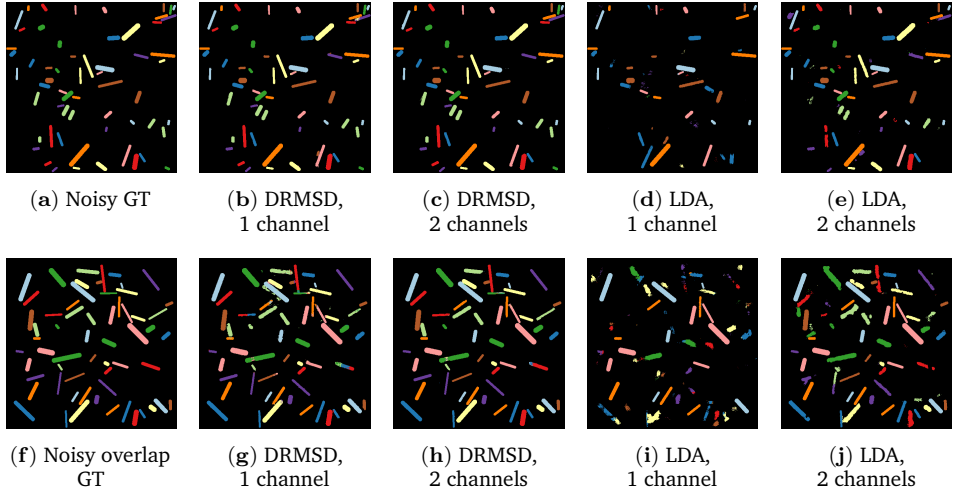 (a) Noisy GT
(b) DRMSD,
1 channel
(c) DRMSD,
2 channels
(d) LDA,
1 channel
(e) LDA,
2 channels
(f) Noisy overlap
GT
(g) DRMSD,
1 channel
(h) DRMSD,
2 channels
(i) LDA,
1 channel
(j) LDA,
2 channels